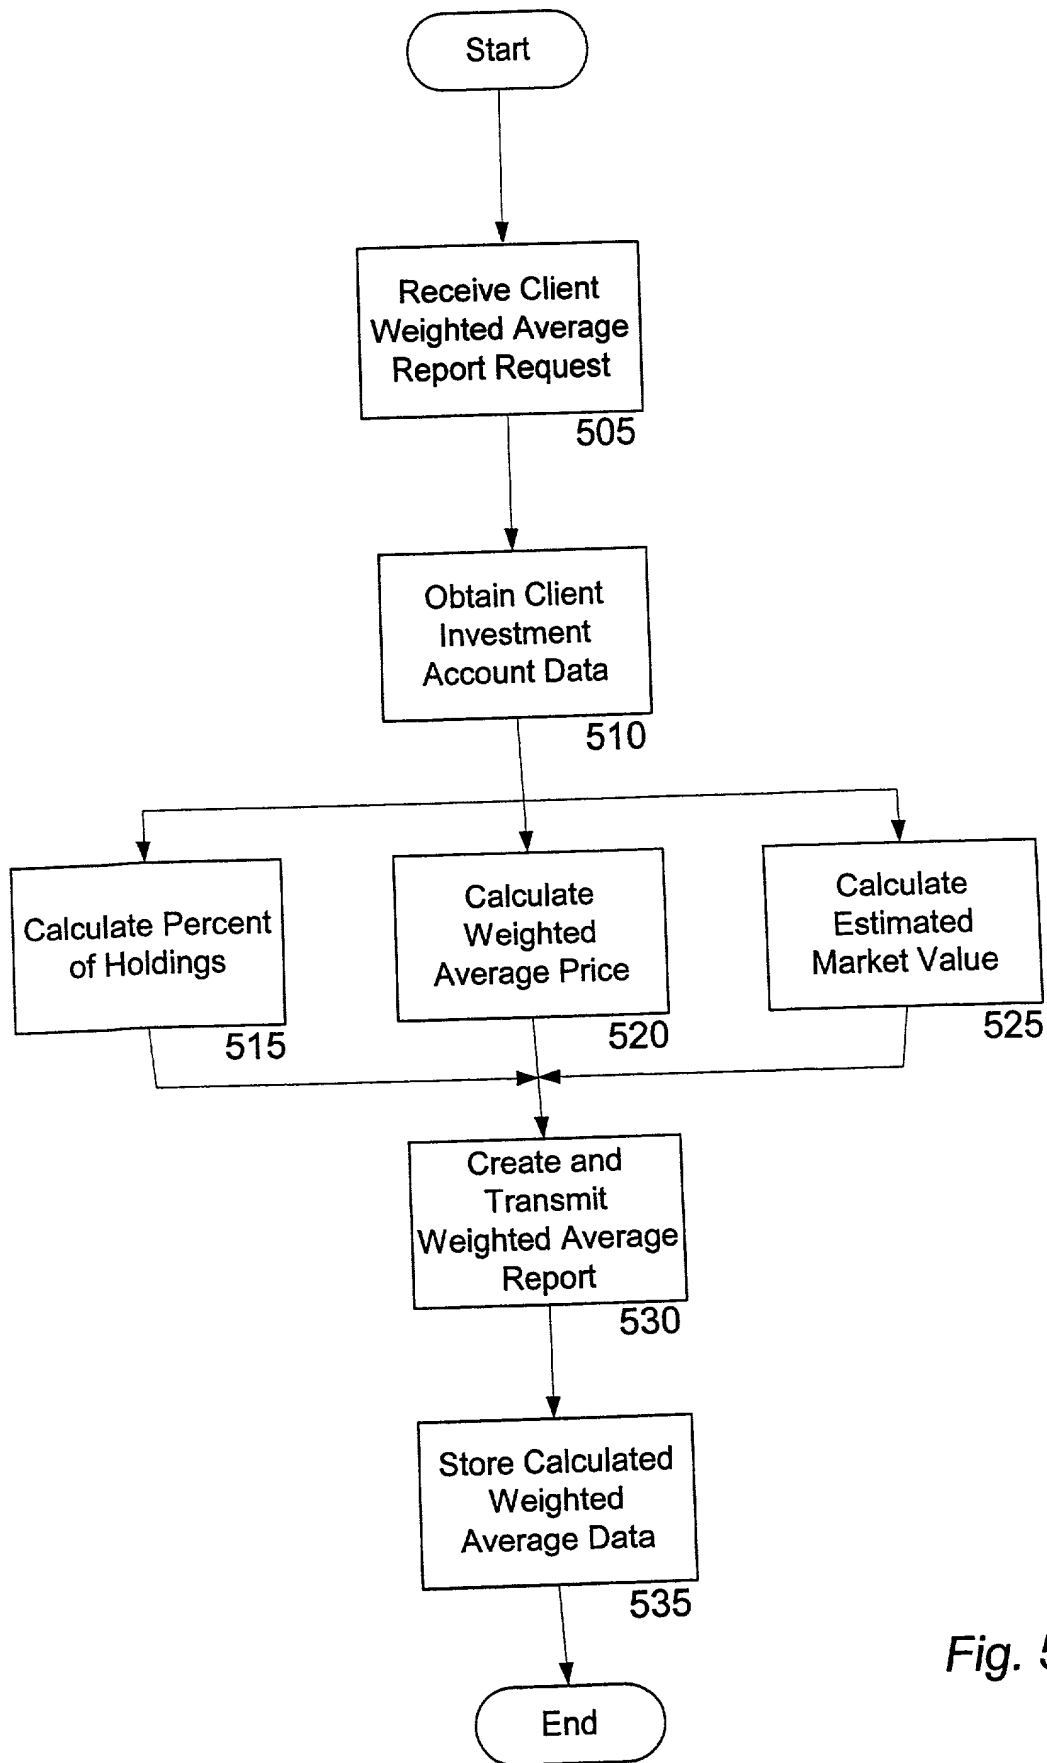 Start
Receive Client
Weighted Average
Report Request
505
Obtain Client
Investment
Account Data
510
Calculate Percent
of Holdings
515
Calculate
Weighted
Average Price
520
Calculate
Estimated
Market Value
525
Create and
Transmit
Weighted Average
Report
530
Store Calculated
Weighted
Average Data
535
End
Fig. 5